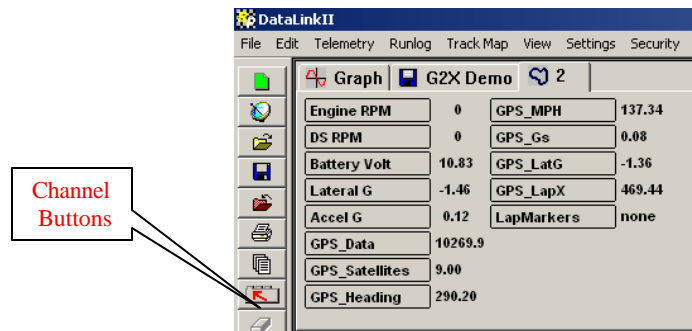 DataLinkII
File Edit Telemetry Runlog Track Map View Settings Security
Graph G2X Demo 2
Engine RPM 0 GPS_MPH 137.34
DS RPM 0 GPS_Gs 0.08
Battery Volt 10.83 GPS_LatG -1.36
Lateral G -1.46 GPS_LapX 469.44
Accel G 0.12 LapMarkers none
GPS_Data 10269.9
GPS_Satellites 9.00
GPS_Heading 290.20
Channel
Buttons